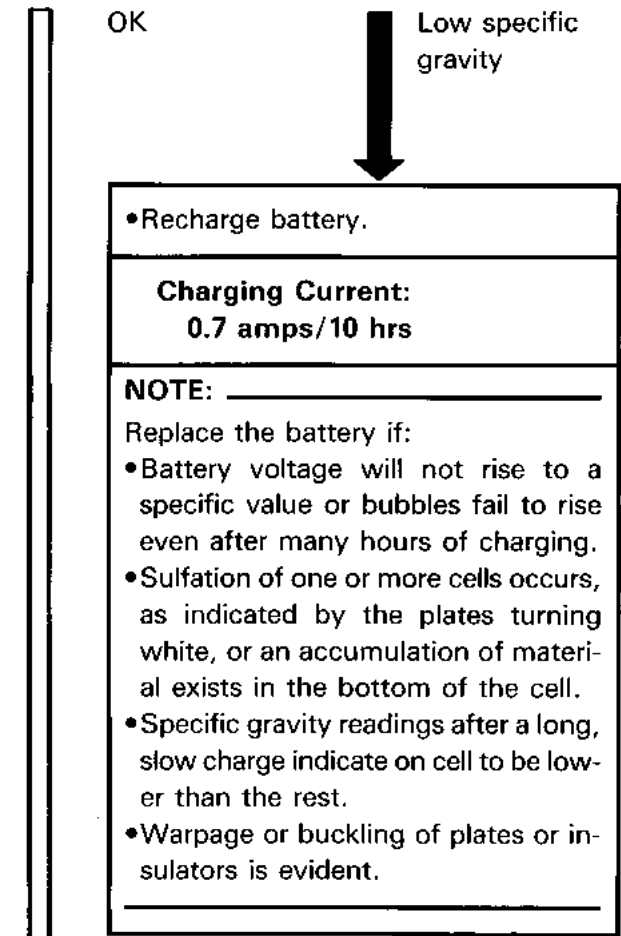 OK
Low specific
gravity
•Recharge battery.
Charging Current:
0.7 amps/10 hrs
NOTE:
Replace the battery if:
•Battery voltage will not rise to a
specific value or bubbles fail to rise
even after many hours of charging.
•Sulfation of one or more cells occurs,
as indicated by the plates turning
white, or an accumulation of materi-
al exists in the bottom of the cell.
•Specific gravity readings after a long,
slow charge indicate on cell to be low-
er than the rest.
•Warpage or buckling of plates or in-
sulators is evident.